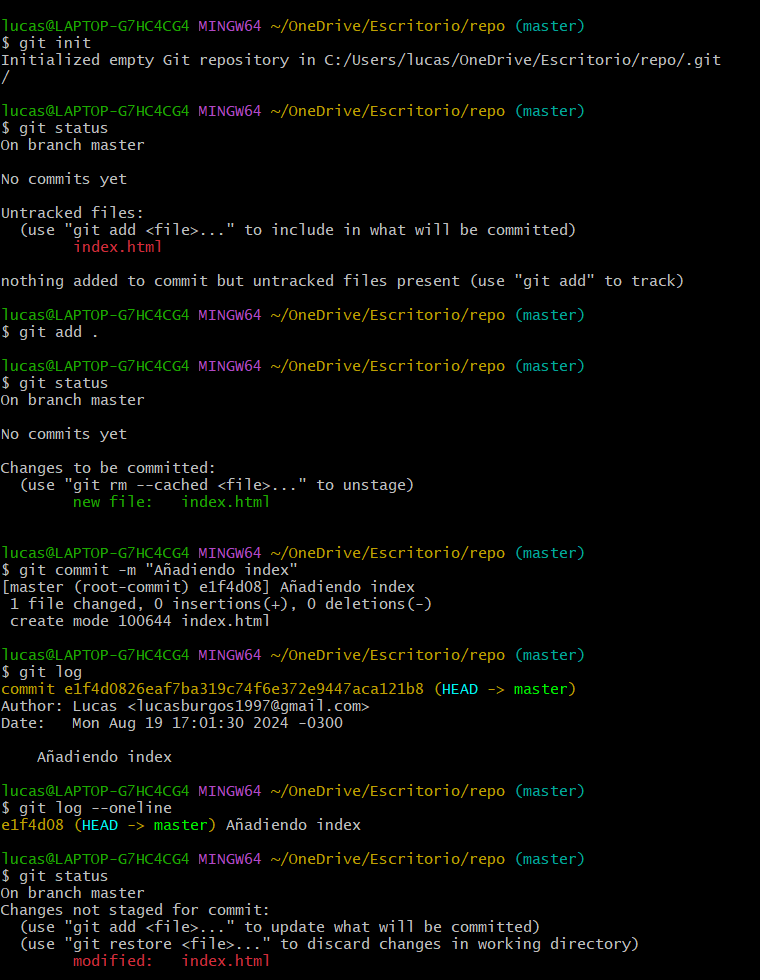 lucas@LAPTOP-G7HC4CG4 MINGW64 ~/OneDrive/Escritorio/repo (master)
$ git init
Initialized empty Git repository in C:/Users/lucas/OneDrive/Escritorio/repo/.git
/
lucas@LAPTOP-G7HC4CG4 MINGW64 ~/OneDrive/Escritorio/repo (master)
$ git status
On branch master
No commits yet
Untracked files:
  (use "git add <file>..." to include in what will be committed)
        index.html
nothing added to commit but untracked files present (use "git add" to track)
lucas@LAPTOP-G7HC4CG4 MINGW64 ~/OneDrive/Escritorio/repo (master)
$ git add .
lucas@LAPTOP-G7HC4CG4 MINGW64 ~/OneDrive/Escritorio/repo (master)
$ git status
On branch master
No commits yet
Changes to be committed:
  (use "git rm --cached <file>..." to unstage)
        new file:   index.html
lucas@LAPTOP-G7HC4CG4 MINGW64 ~/OneDrive/Escritorio/repo (master)
$ git commit -m "Añadiendo index"
[master (root-commit) e1f4d08] Añadiendo index
 1 file changed, 0 insertions(+), 0 deletions(-)
 create mode 100644 index.html
lucas@LAPTOP-G7HC4CG4 MINGW64 ~/OneDrive/Escritorio/repo (master)
$ git log
commit e1f4d0826eaf7ba319c74f6e372e9447aca121b8 (HEAD -> master)
Author: Lucas <lucasburgos1997@gmail.com>
Date:   Mon Aug 19 17:01:30 2024 -0300
    Añadiendo index
lucas@LAPTOP-G7HC4CG4 MINGW64 ~/OneDrive/Escritorio/repo (master)
$ git log --oneline
e1f4d08 (HEAD -> master) Añadiendo index
lucas@LAPTOP-G7HC4CG4 MINGW64 ~/OneDrive/Escritorio/repo (master)
$ git status
On branch master
Changes not staged for commit:
  (use "git add <file>..." to update what will be committed)
  (use "git restore <file>..." to discard changes in working directory)
        modified:   index.html